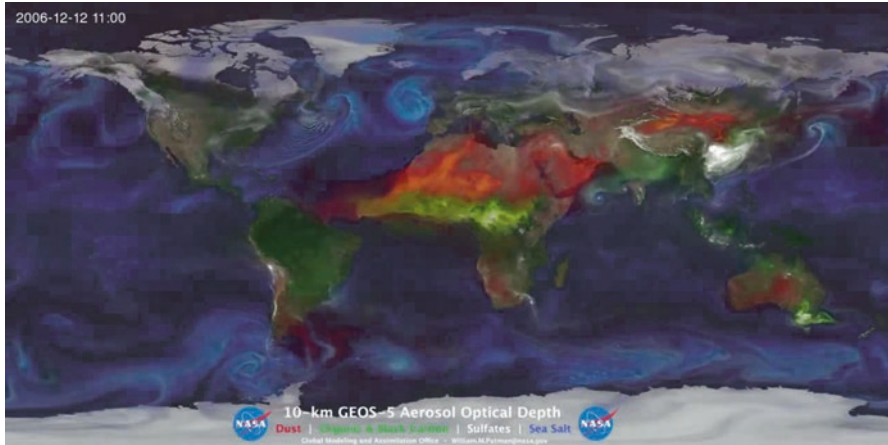 2006-12-12 11:00
10-km GEOS-5 Aerosol Optical Depth
NASA Dust | Organic & Black Carbon | Sulfates | Sea Salt NASA
Global Modeling and Assimilation Office - William.M.Putman@nasa.gov